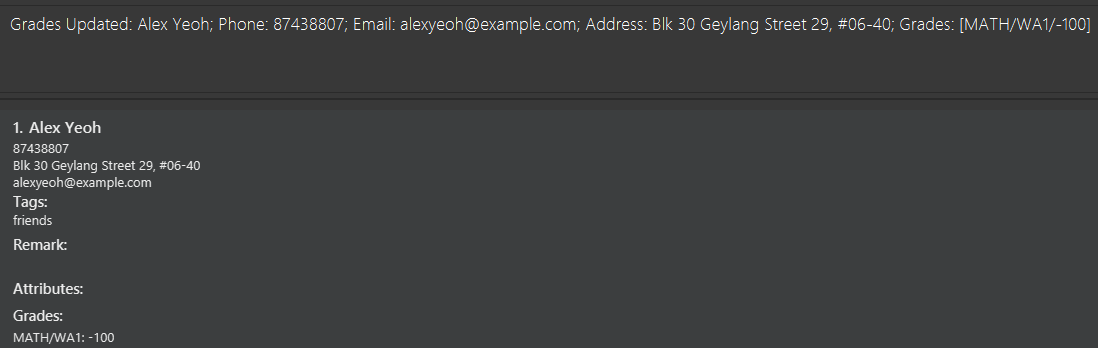 Grades Updated: Alex Yeoh; Phone: 87438807; Email: alexyeoh@example.com; Address: Blk 30 Geylang Street 29, #06-40; Grades: [MATH/WA1/-100]
1. Alex Yeoh
87438807
Blk 30 Geylang Street 29, #06-40
alexyeoh@example.com
Tags:
friends
Remark:
Attributes:
Grades:
MATH/WA1: -100